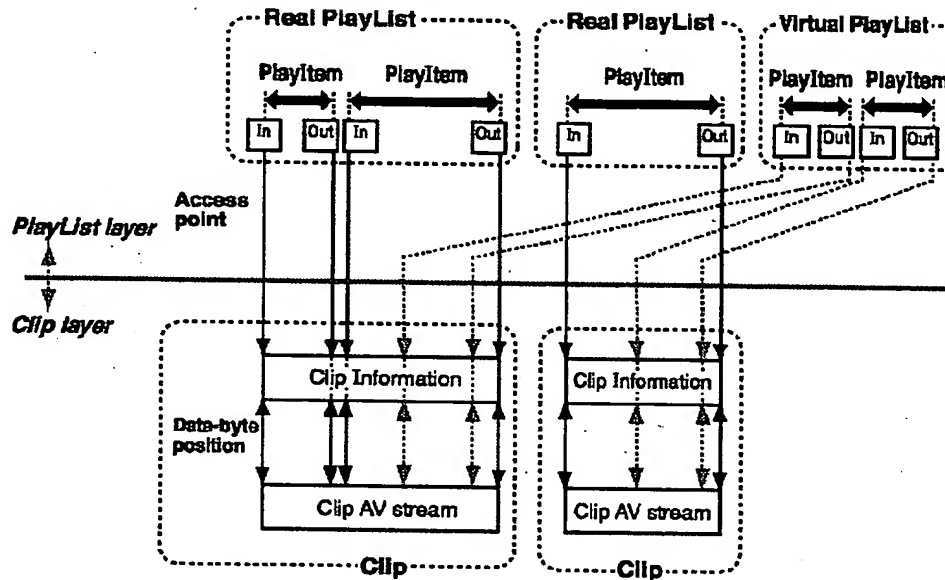 Real PlayList
Real PlayList
Virtual PlayList
PlayItem
PlayItem
PlayItem
PlayItem
PlayItem
In
Out
In
Out
In
Out
In
Out
In
Out
Access
point
PlayList layer
Clip layer
Clip Information
Clip Information
Data-byte
position
Clip AV stream
Clip AV stream
Clip
Clip